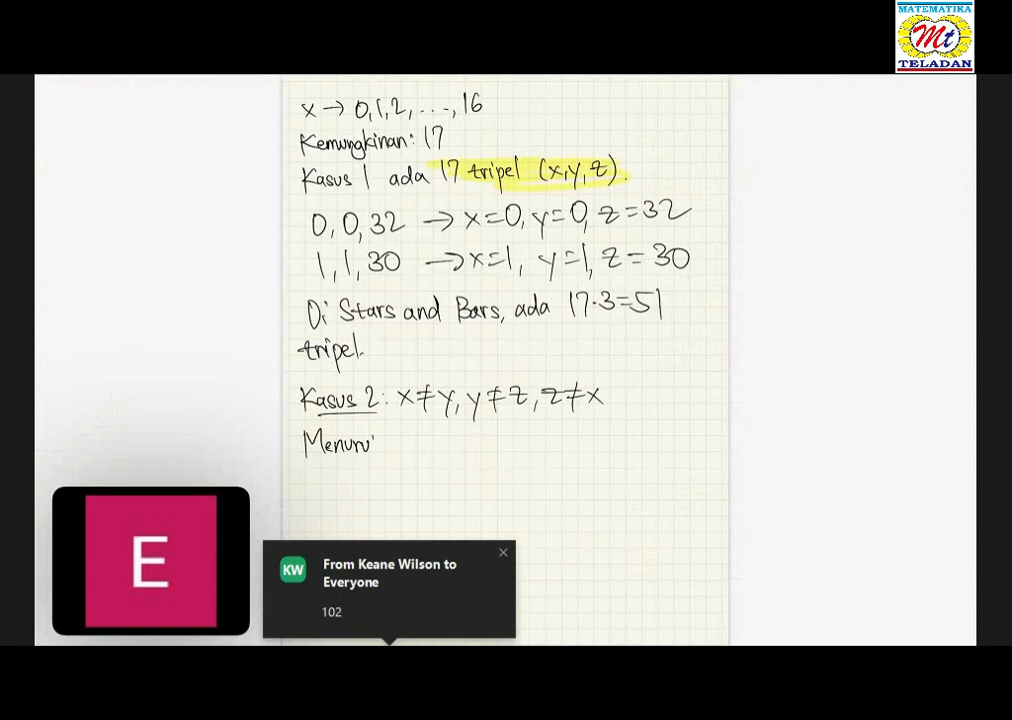 MATEMATIKA
Mt
TELADAN
x → 0,1,2,...,16
Kemungkinan: 17
Kasus 1 ada 17 tripel (x,y,z).
0, 0, 32 → x=0, y=0, z=32
1, 1, 30 → x=1, y=1, z=30
Di Stars and Bars, ada 17·3=51
tripel.
Kasus 2: x≠y, y≠z, z≠x
Menuru
E
KW
From Keane Wilson to
Everyone
102